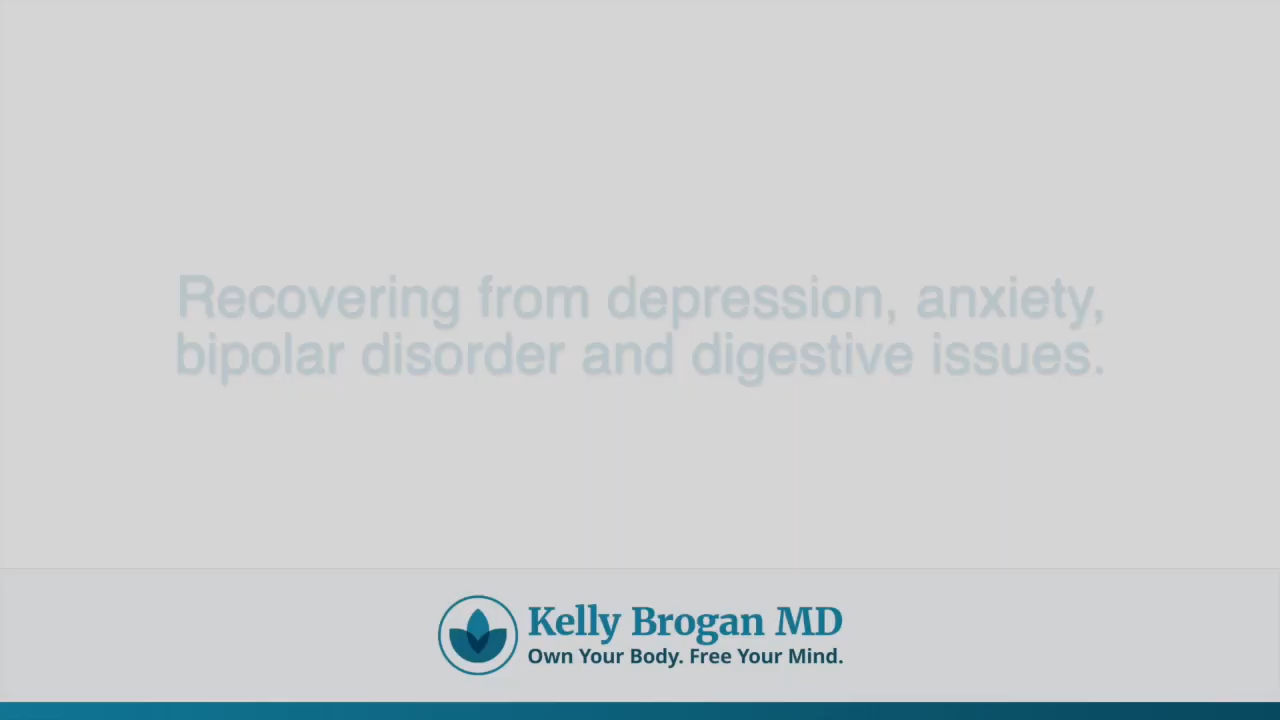 Recovering from depression, anxiety,
bipolar disorder and digestive issues.
Kelly Brogan MD
Own Your Body. Free Your Mind.